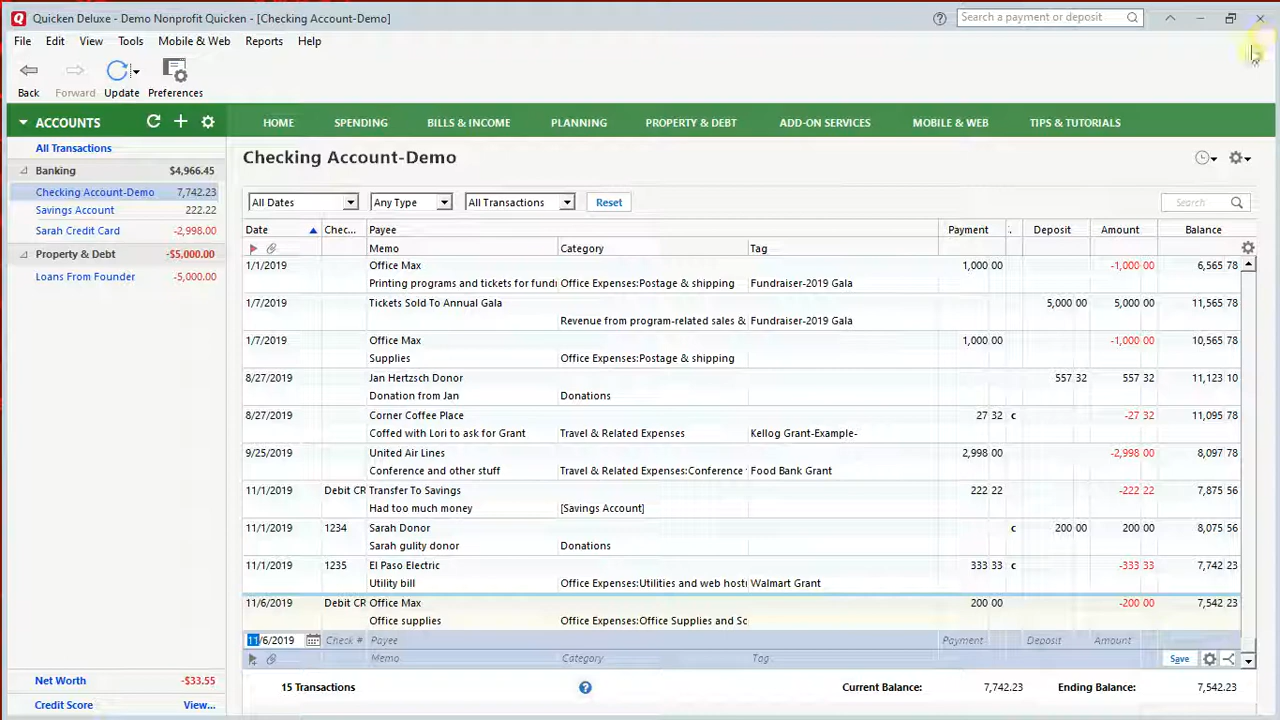 Quicken Deluxe - Demo Nonprofit Quicken - [Checking Account-Demo]
Search a payment or deposit
File Edit View Tools Mobile & Web Reports Help
Back Forward Update Preferences
ACCOUNTS
HOME SPENDING BILLS & INCOME PLANNING PROPERTY & DEBT ADD-ON SERVICES MOBILE & WEB TIPS & TUTORIALS
All Transactions
Banking $4,966.45
Checking Account-Demo 7,742.23
Savings Account 222.22
Sarah Credit Card -2,998.00
Property & Debt -$5,000.00
Loans From Founder -5,000.00
Net Worth -$33.55
Credit Score View...
Checking Account-Demo
All Dates Any Type All Transactions Reset Search
Date Chec... Payee Payment . Deposit Amount Balance
Memo Category Tag
1/1/2019 Office Max 1,000 00 -1,000 00 6,565 78
Printing programs and tickets for fundi Office Expenses:Postage & shipping Fundraiser-2019 Gala
1/7/2019 Tickets Sold To Annual Gala 5,000 00 5,000 00 11,565 78
Revenue from program-related sales & Fundraiser-2019 Gala
1/7/2019 Office Max 1,000 00 -1,000 00 10,565 78
Supplies Office Expenses:Postage & shipping
8/27/2019 Jan Hertzsch Donor 557 32 557 32 11,123 10
Donation from Jan Donations
8/27/2019 Corner Coffee Place 27 32 c -27 32 11,095 78
Coffed with Lori to ask for Grant Travel & Related Expenses Kellog Grant-Example-
9/25/2019 United Air Lines 2,998 00 -2,998 00 8,097 78
Conference and other stuff Travel & Related Expenses:Conference Food Bank Grant
11/1/2019 Debit CR Transfer To Savings 222 22 -222 22 7,875 56
Had too much money [Savings Account]
11/1/2019 1234 Sarah Donor c 200 00 200 00 8,075 56
Sarah gulity donor Donations
11/1/2019 1235 El Paso Electric 333 33 c -333 33 7,742 23
Utility bill Office Expenses:Utilities and web hosti Walmart Grant
11/6/2019 Debit CR Office Max 200 00 -200 00 7,542 23
Office supplies Office Expenses:Office Supplies and Sc
11/6/2019 Check # Payee Payment Deposit Amount
Memo Category Tag Save
15 Transactions Current Balance: 7,742.23 Ending Balance: 7,542.23